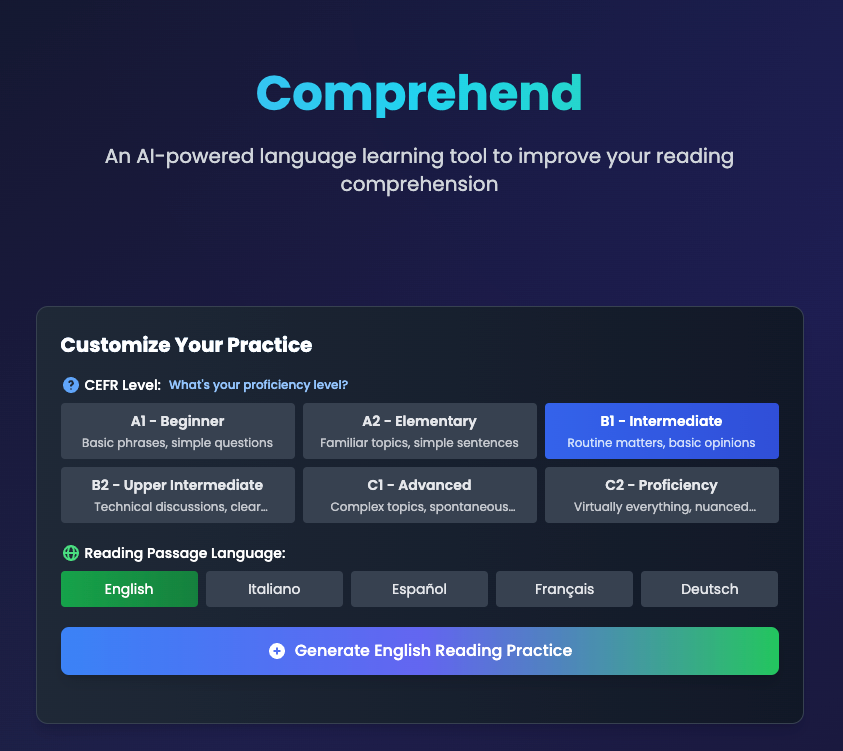 Comprehend
An AI-powered language learning tool to improve your reading
comprehension
Customize Your Practice
? CEFR Level: What's your proficiency level?
A1 - Beginner
Basic phrases, simple questions
A2 - Elementary
Familiar topics, simple sentences
B1 - Intermediate
Routine matters, basic opinions
B2 - Upper Intermediate
Technical discussions, clear...
C1 - Advanced
Complex topics, spontaneous...
C2 - Proficiency
Virtually everything, nuanced...
Reading Passage Language:
English
Italiano
Español
Français
Deutsch
Generate English Reading Practice